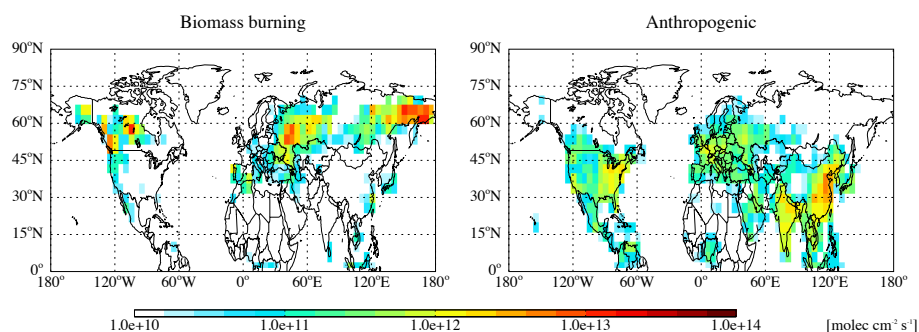 Biomass burning
Anthropogenic
90°N
75°N
60°N
45°N
30°N
15°N
0°
180° 120°W 60°W 0° 60°E 120°E 180°
90°N
75°N
60°N
45°N
30°N
15°N
0°
180° 120°W 60°W 0° 60°E 120°E 180°
1.0e+10 1.0e+11 1.0e+12 1.0e+13 1.0e+14 [molec cm⁻² s⁻¹]